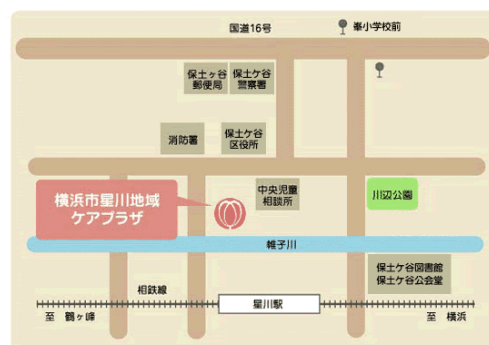 国道16号
峯小学校前
保土ケ谷
郵便局
保土ケ谷
警察署
消防署
保土ケ谷
区役所
横浜市星川地域
ケアプラザ
中央児童
相談所
川辺公園
帷子川
保土ケ谷図書館
保土ケ谷公会堂
相鉄線
星川駅
至 鶴ヶ峰
至 横浜